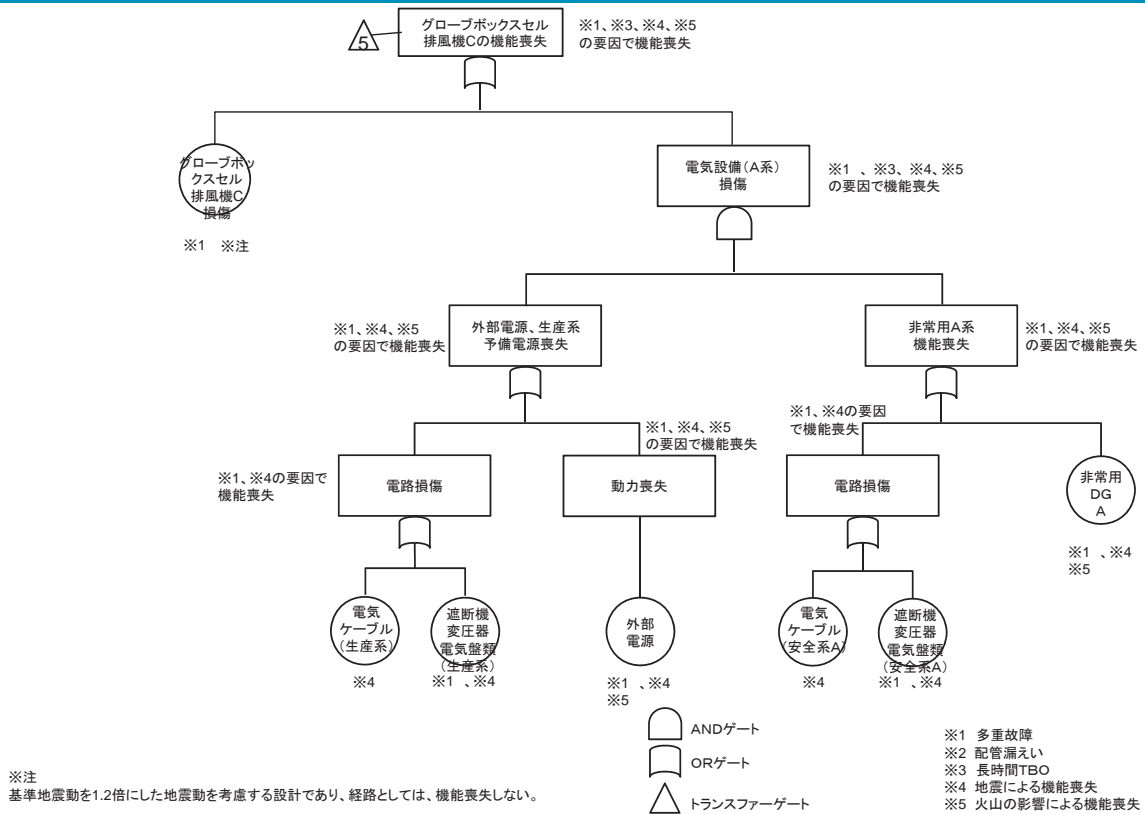 グローブボックスセル
排風機Cの機能喪失
※1、※3、※4、※5
の要因で機能喪失
5
グローブボッ
クスセル
排風機C
損傷
※1 ※注
電気設備（A系）
損傷
※1 、※3、※4、※5
の要因で機能喪失
※1、※4、※5
の要因で機能喪失
外部電源、生産系
予備電源喪失
非常用A系
機能喪失
※1、※4、※5
の要因で機能喪失
※1、※4の要因で
機能喪失
電路損傷
※1、※4、※5
の要因で機能喪失
動力喪失
※1、※4の要因
で機能喪失
電路損傷
非常用
DG
A
※1 、※4
※5
電気
ケーブル
（生産系）
※4
遮断機
変圧器
電気盤類
（生産系）
※1 、※4
外部
電源
※1 、※4
※5
電気
ケーブル
（安全系A）
※4
遮断機
変圧器
電気盤類
（安全系A）
※1 、※4
ANDゲート
ORゲート
トランスファーゲート
※1 多重故障
※2 配管漏えい
※3 長時間TBO
※4 地震による機能喪失
※5 火山の影響による機能喪失
※注
基準地震動を1.2倍にした地震動を考慮する設計であり、経路としては、機能喪失しない。